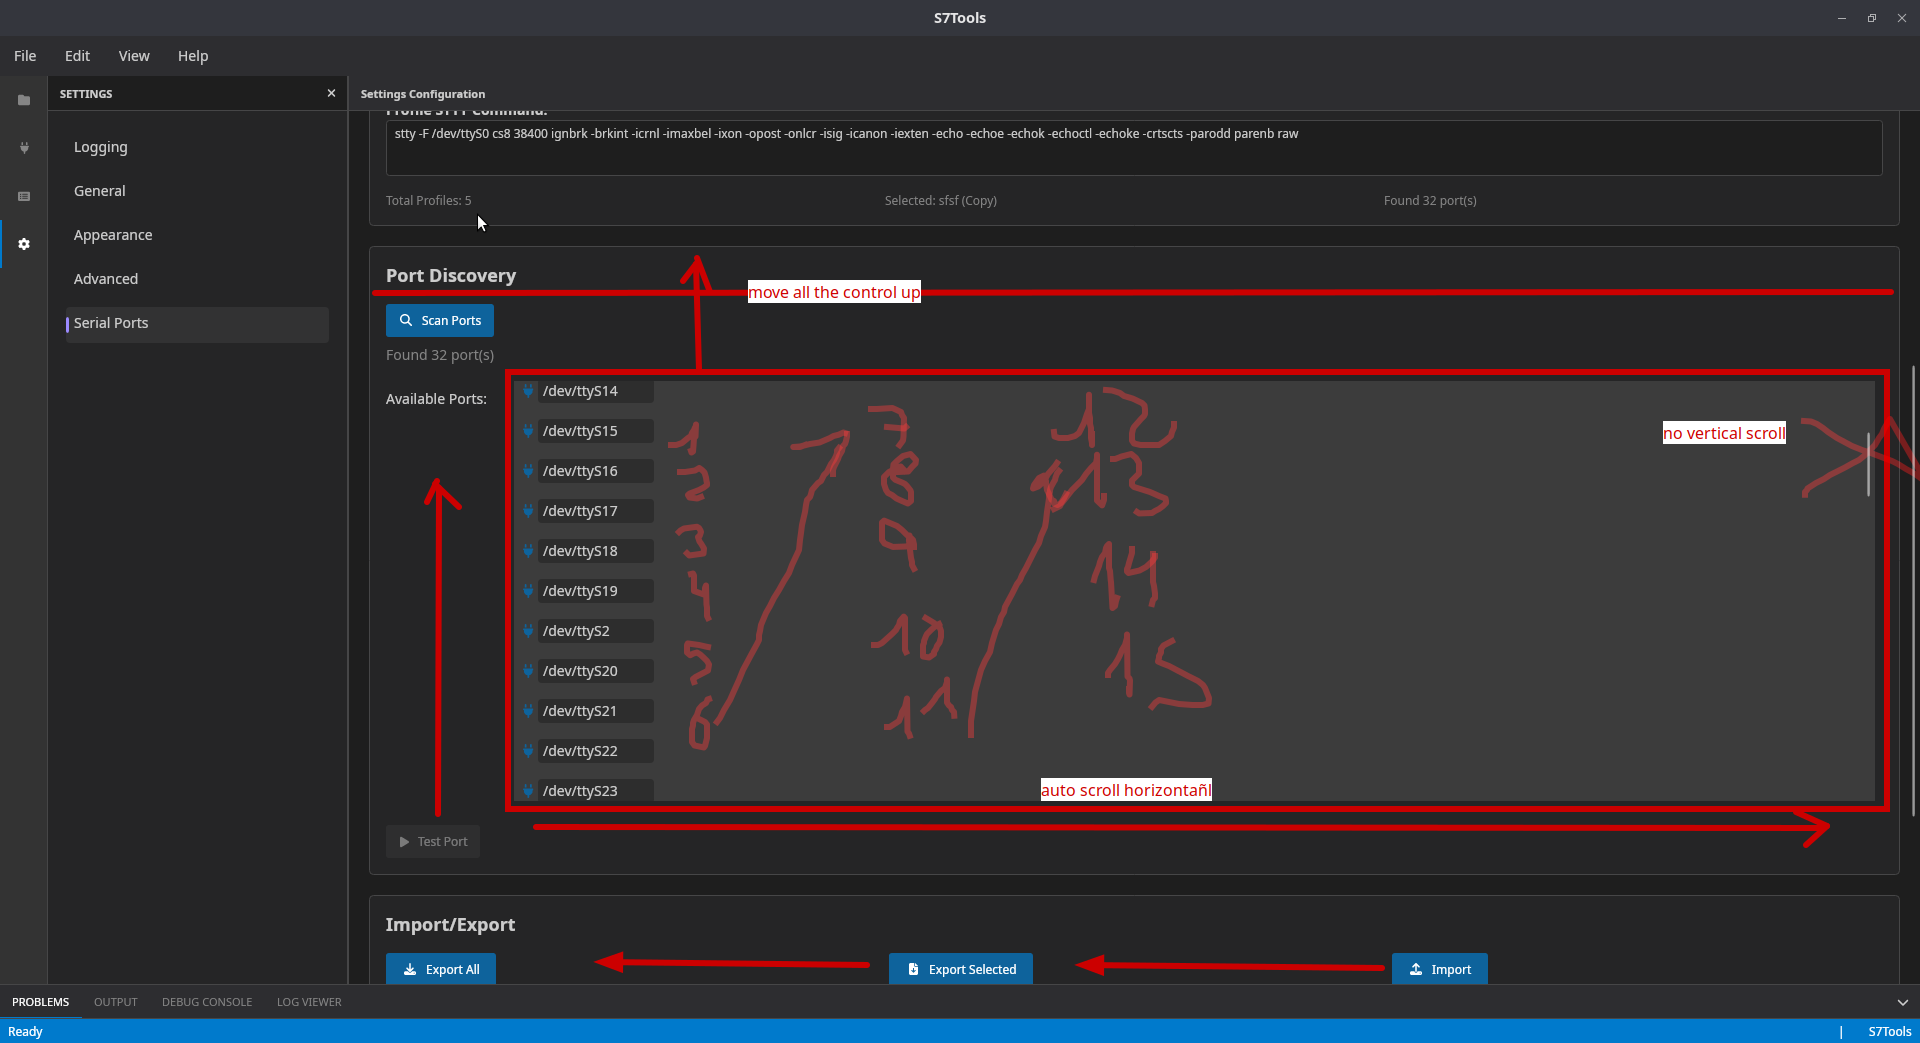 S7Tools
File Edit View Help
SETTINGS
Settings Configuration
Logging
General
Appearance
Advanced
Serial Ports
Profile STTY Command:
stty -F /dev/ttyS0 cs8 38400 ignbrk -brkint -icrnl -imaxbel -ixon -opost -onlcr -isig -icanon -iexten -echo -echoe -echok -echoctl -echoke -crtscts -parodd parenb raw
Total Profiles: 5 Selected: sfsf (Copy) Found 32 port(s)
Port Discovery
move all the control up
Scan Ports
Found 32 port(s)
Available Ports:
/dev/ttyS14
/dev/ttyS15
/dev/ttyS16
/dev/ttyS17
/dev/ttyS18
/dev/ttyS19
/dev/ttyS2
/dev/ttyS20
/dev/ttyS21
/dev/ttyS22
/dev/ttyS23
1
2
3
4
5
6
7
8
9
10
11
12
13
14
15
no vertical scroll
auto scroll horizontañl
Test Port
Import/Export
Export All Export Selected Import
PROBLEMS OUTPUT DEBUG CONSOLE LOG VIEWER
Ready | S7Tools